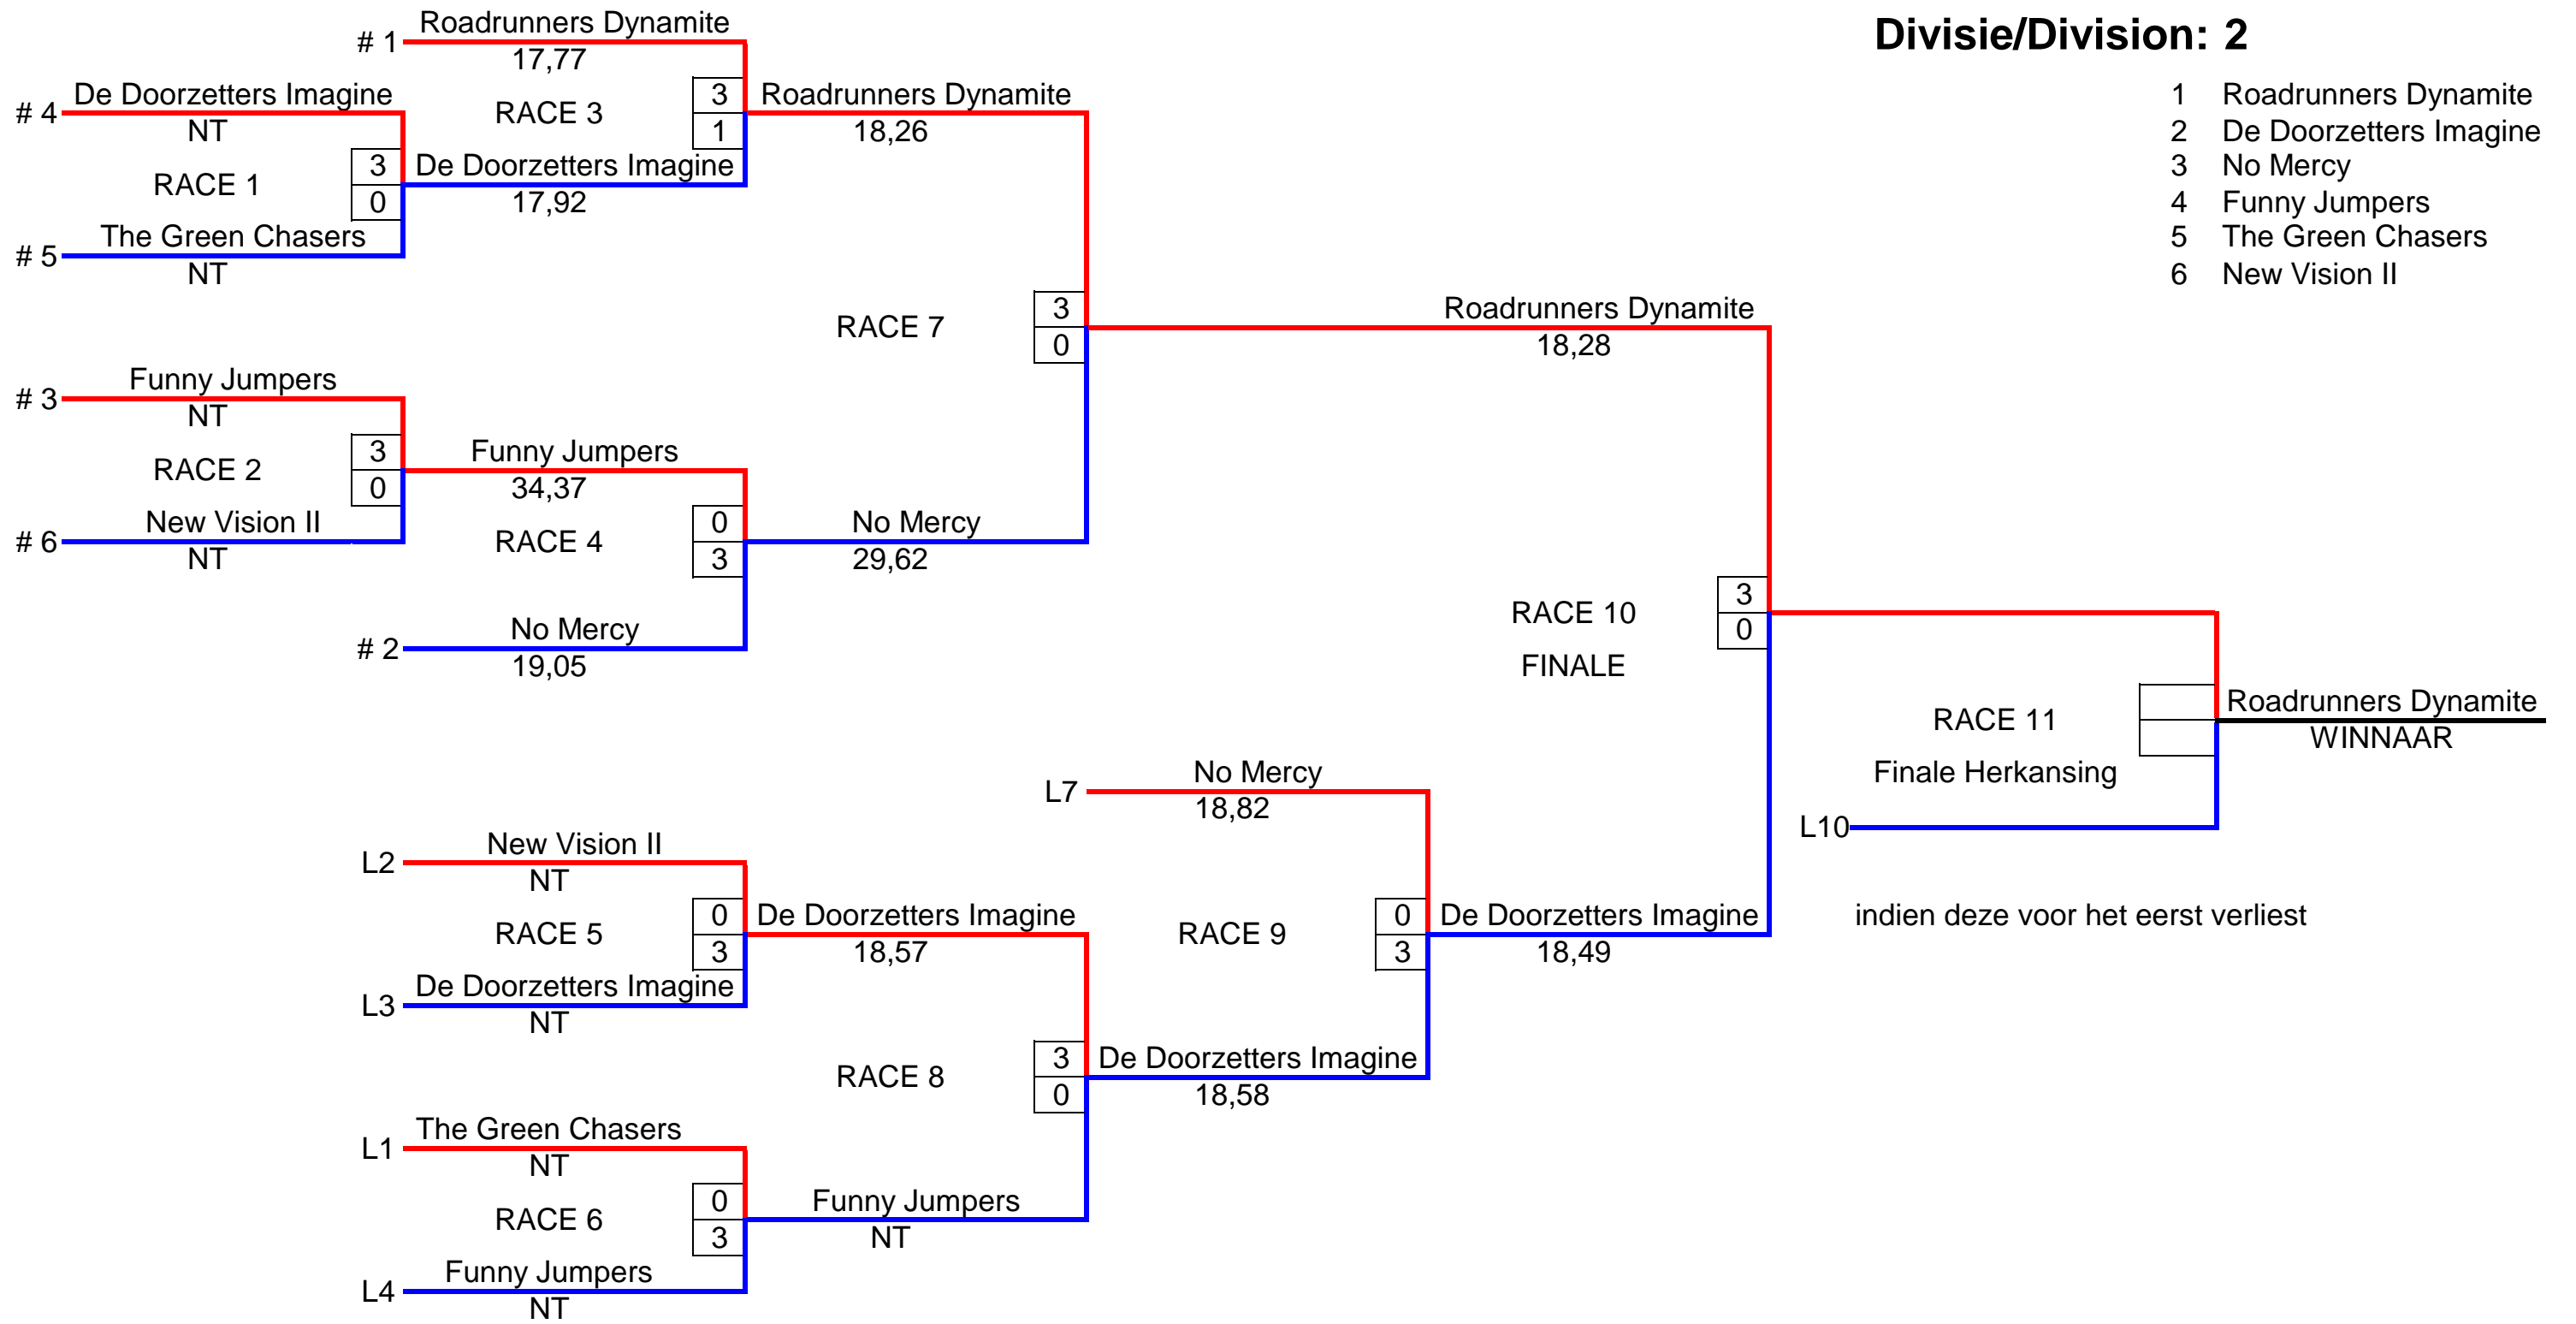 Divisie/Division: 2
1 Roadrunners Dynamite
2 De Doorzetters Imagine
3 No Mercy
4 Funny Jumpers
5 The Green Chasers
6 New Vision II
# 1 Roadrunners Dynamite
17,77
RACE 3
3
1
De Doorzetters Imagine
17,92
# 4 De Doorzetters Imagine
NT
RACE 1
3
0
# 5 The Green Chasers
NT
# 3 Funny Jumpers
NT
RACE 2
3
0
# 6 New Vision II
NT
Funny Jumpers
34,37
RACE 4
0
3
# 2 No Mercy
19,05
Roadrunners Dynamite
18,26
RACE 7
3
0
No Mercy
29,62
Roadrunners Dynamite
18,28
RACE 10
FINALE
3
0
L2 New Vision II
NT
RACE 5
0
3
L3 De Doorzetters Imagine
NT
L1 The Green Chasers
NT
RACE 6
0
3
L4 Funny Jumpers
NT
De Doorzetters Imagine
18,57
RACE 8
3
0
Funny Jumpers
NT
L7 No Mercy
18,82
RACE 9
0
3
De Doorzetters Imagine
18,58
De Doorzetters Imagine
18,49
RACE 11
Finale Herkansing
L10
Roadrunners Dynamite
WINNAAR
indien deze voor het eerst verliest